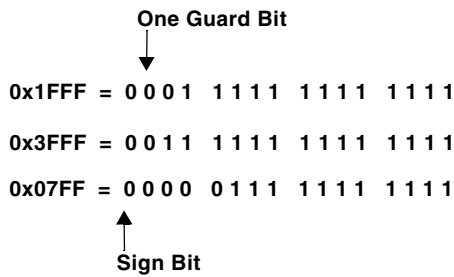 One Guard Bit
0x1FFF = 0 0 0 1 1 1 1 1 1 1 1 1 1 1 1 1
0x3FFF = 0 0 1 1 1 1 1 1 1 1 1 1 1 1 1 1
0x07FF = 0 0 0 0 0 1 1 1 1 1 1 1 1 1 1 1
Sign Bit